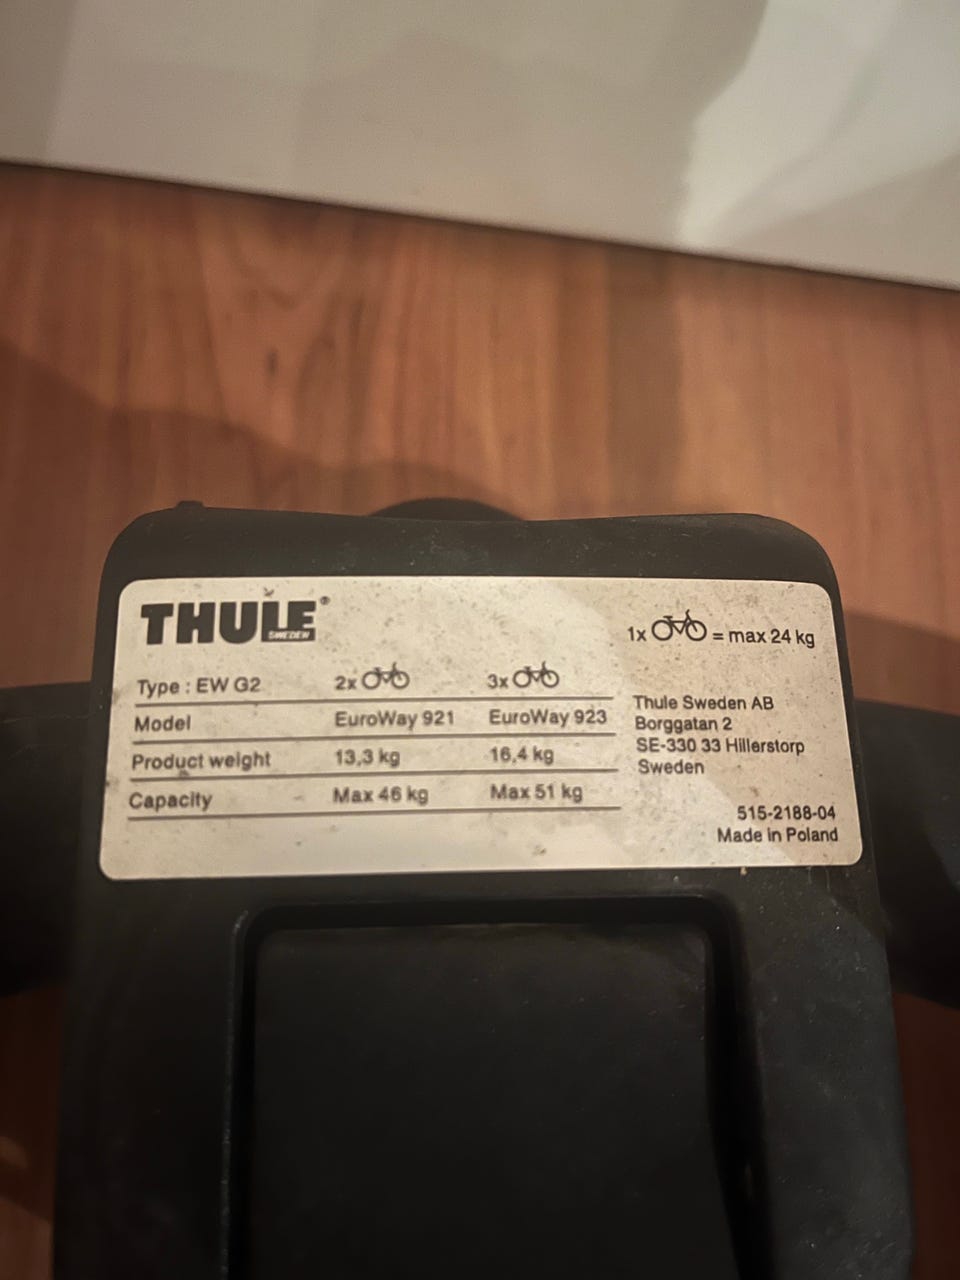 THULE®
SWEDEN
1x = max 24 kg
Type : EW G2 2x 3x
Model EuroWay 921 EuroWay 923
Product weight 13,3 kg 16,4 kg
Capacity Max 46 kg Max 51 kg
Thule Sweden AB
Borggatan 2
SE-330 33 Hillerstorp
Sweden
515-2188-04
Made in Poland